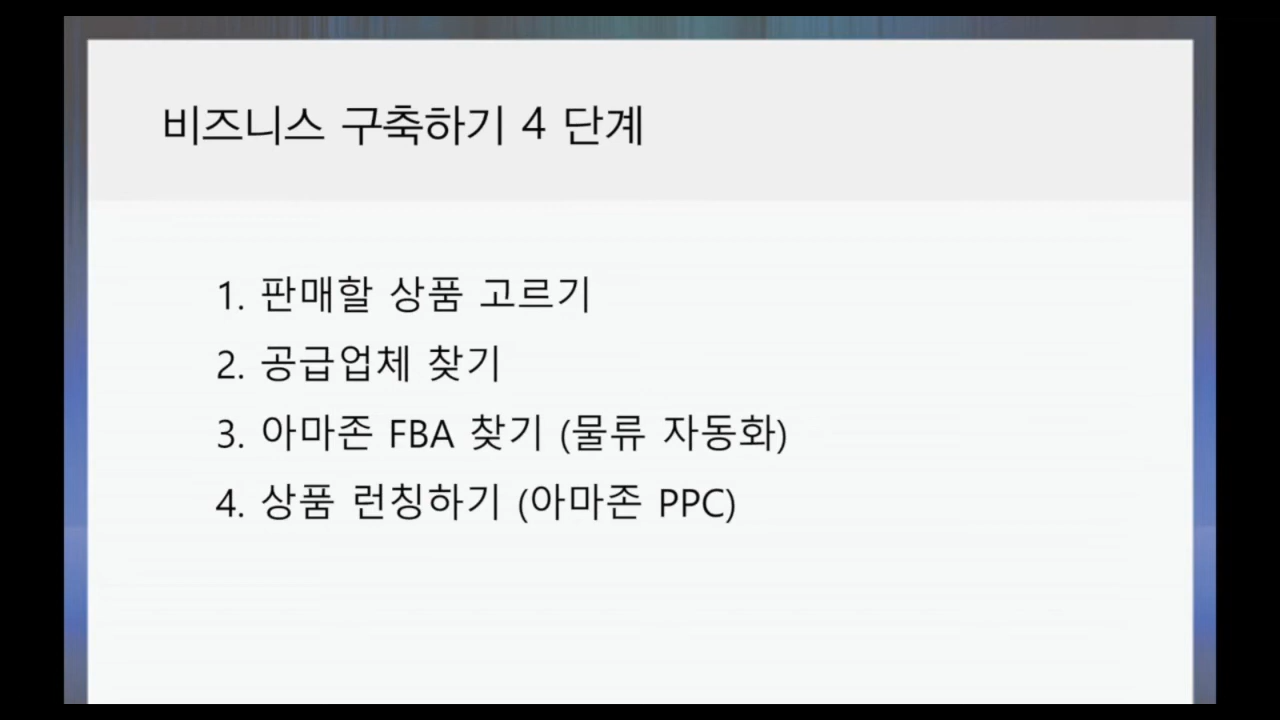 비즈니스 구축하기 4 단계
1. 판매할 상품 고르기
2. 공급업체 찾기
3. 아마존 FBA 찾기 (물류 자동화)
4. 상품 런칭하기 (아마존 PPC)